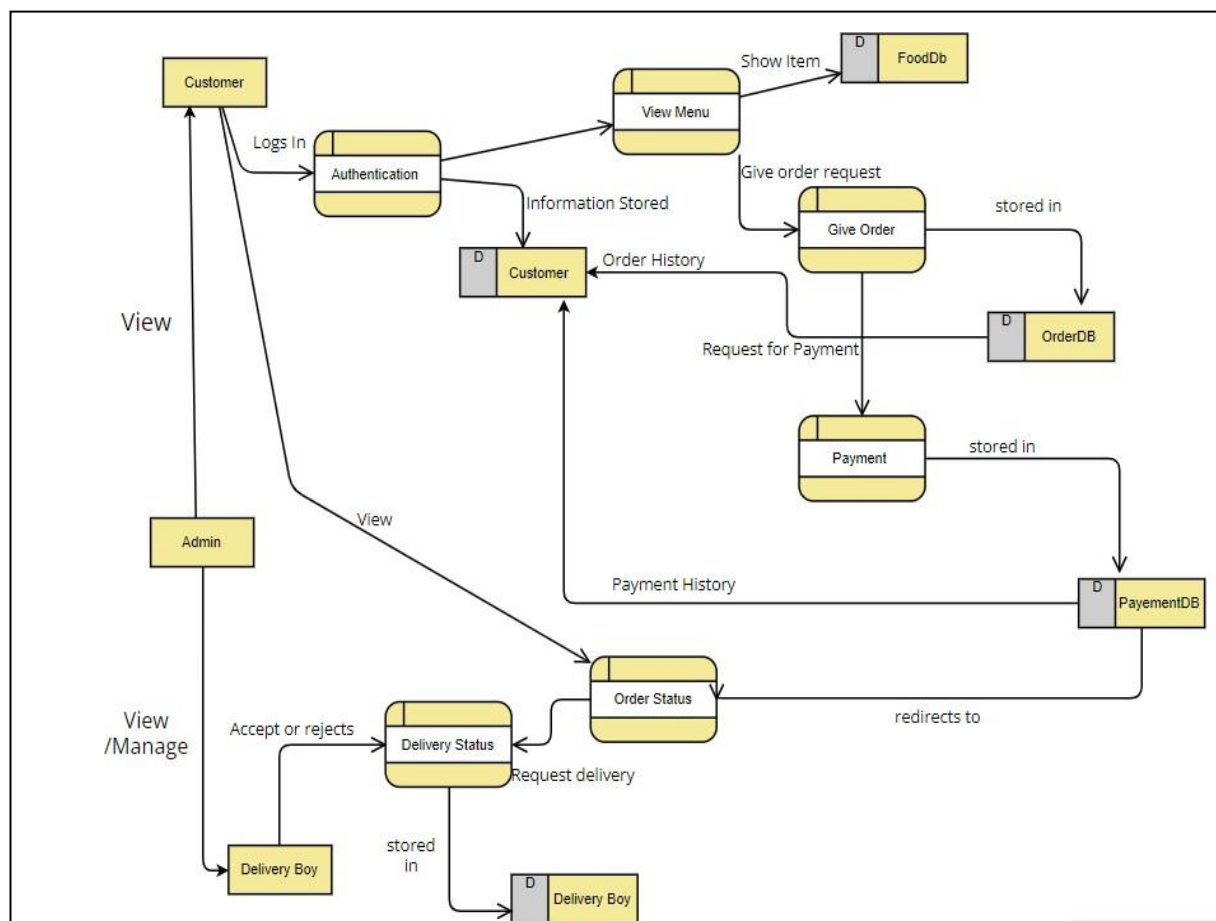 D
FoodDb
Show Item
Customer
View Menu
Logs In
Authentication
Give order request
Information Stored
stored in
Give Order
D
Customer
Order History
View
D
OrderDB
Request for Payment
Payment
stored in
View
Admin
Payment History
D
PayementDB
Order Status
redirects to
View
/Manage
Accept or rejects
Delivery Status
Request delivery
stored
in
Delivery Boy
D
Delivery Boy